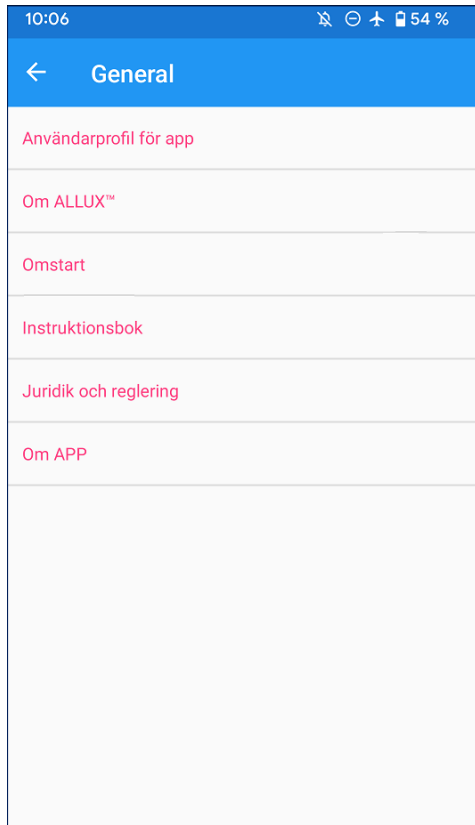 10:06 54 %
General
Användarprofil för app
Om ALLUX™
Omstart
Instruktionsbok
Juridik och reglering
Om APP